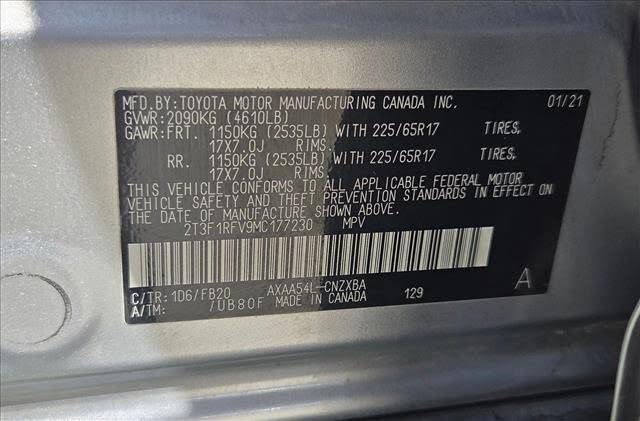 MFD.BY:TOYOTA MOTOR MANUFACTURING CANADA INC. 01/21
GVWR:2090KG (4610LB)
GAWR:FRT. 1150KG (2535LB) WITH 225/65R17 TIRES,
17X7.0J RIMS.
RR. 1150KG (2535LB) WITH 225/65R17 TIRES,
17X7.0J RIMS.
THIS VEHICLE CONFORMS TO ALL APPLICABLE FEDERAL MOTOR
VEHICLE SAFETY AND THEFT PREVENTION STANDARDS IN EFFECT ON
THE DATE OF MANUFACTURE SHOWN ABOVE.
2T3F1RFV9MC177230 MPV
C/TR:1D6/FB20 AXAA54L-CNZXBA
A/TM: /UB80F MADE IN CANADA 129 A